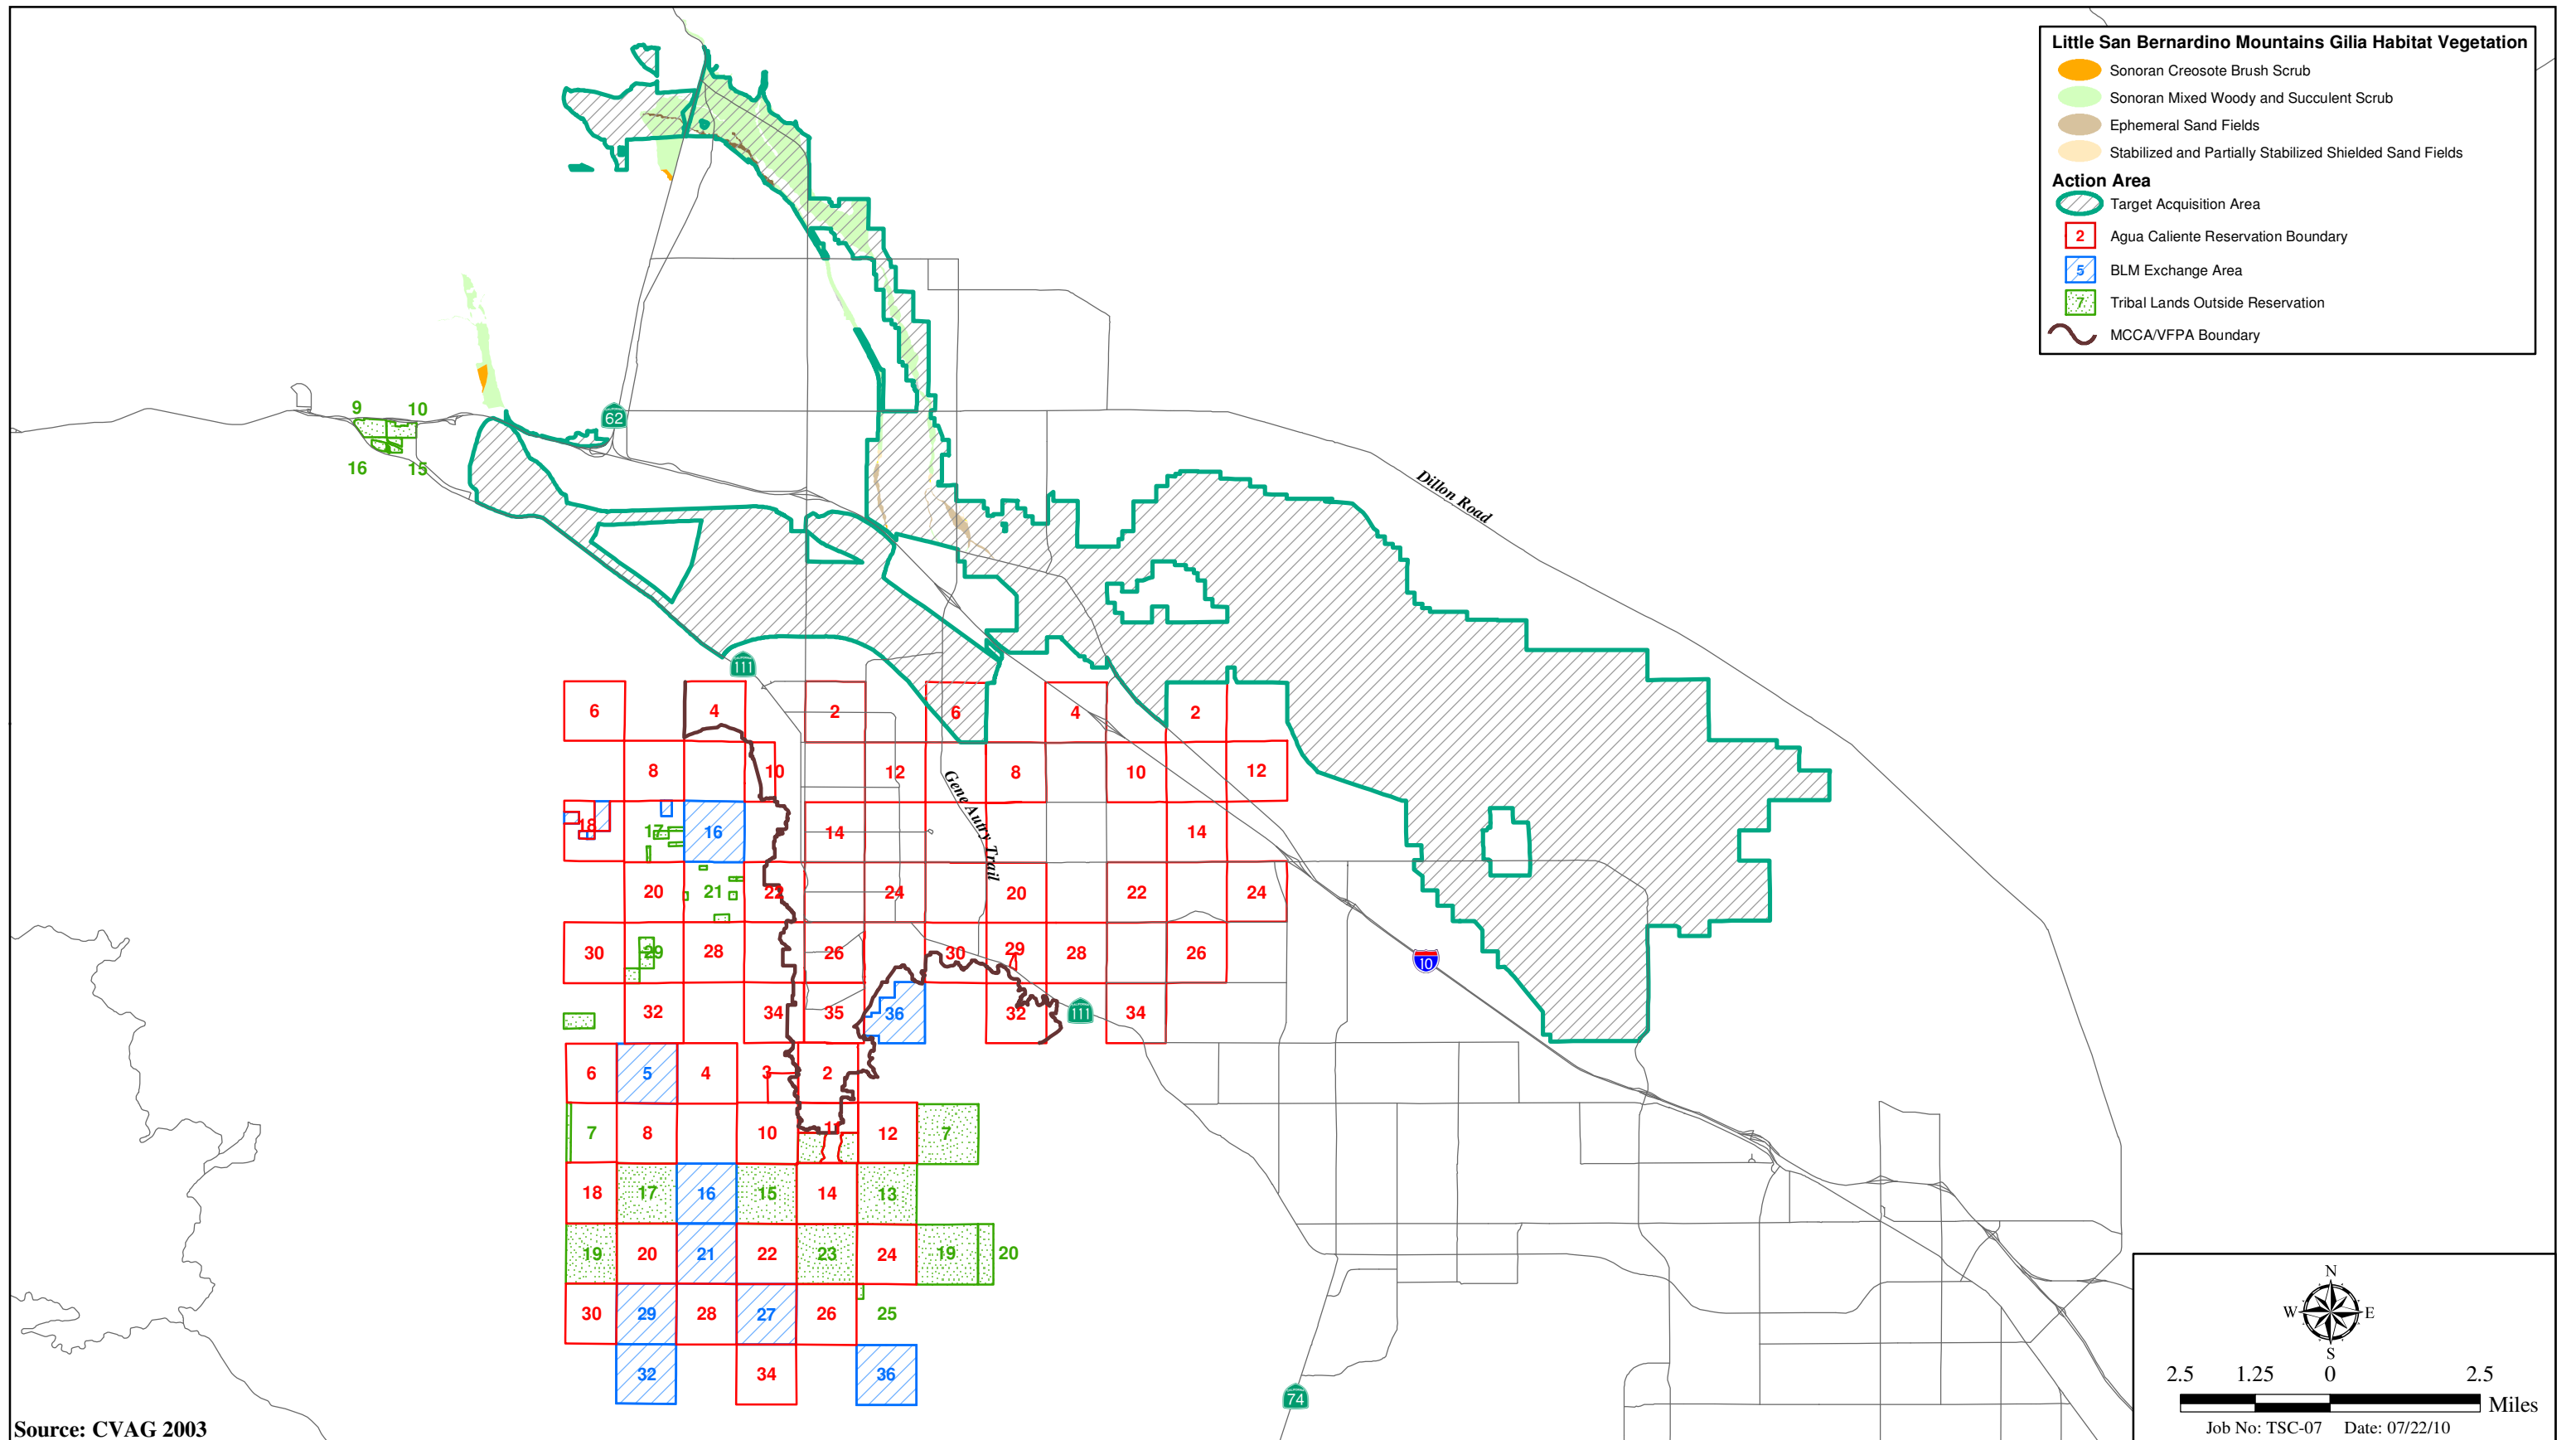 Little San Bernardino Mountains Gilia Habitat Vegetation
Sonoran Creosote Brush Scrub
Sonoran Mixed Woody and Succulent Scrub
Ephemeral Sand Fields
Stabilized and Partially Stabilized Shielded Sand Fields
Action Area
Target Acquisition Area
2 Agua Caliente Reservation Boundary
5 BLM Exchange Area
7 Tribal Lands Outside Reservation
MCCA/VFPA Boundary
9 10
62
16 15
Dillon Road
111
6 4 2 6 4 2
8 10 12 8 10 12
Gene Autry Trail
18 17 16 14 14
20 21 22 24 20 22 24
30 29 28 26 30 29 28 26
10
32 34 35 36 32 111 34
6 5 4 3 2
7 8 10 11 12 7
18 17 16 15 14 13
19 20 21 22 23 24 19 20
30 29 28 27 26 25
32 34 36
74
N
W E
S
2.5 1.25 0 2.5
Miles
Job No: TSC-07 Date: 07/22/10
Source: CVAG 2003